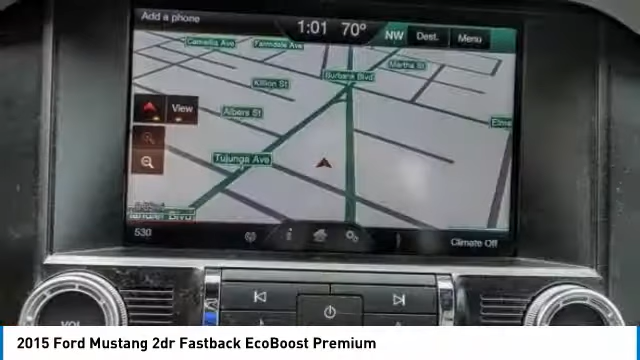 Add a phone
1:01 70°
NW Dest. Menu
Camellia Ave Farmdale Ave
Martha St
Burbank Blvd
Killion St
View
Albers St
Tujunga Ave
530
Climate Off
VOL
2015 Ford Mustang 2dr Fastback EcoBoost Premium